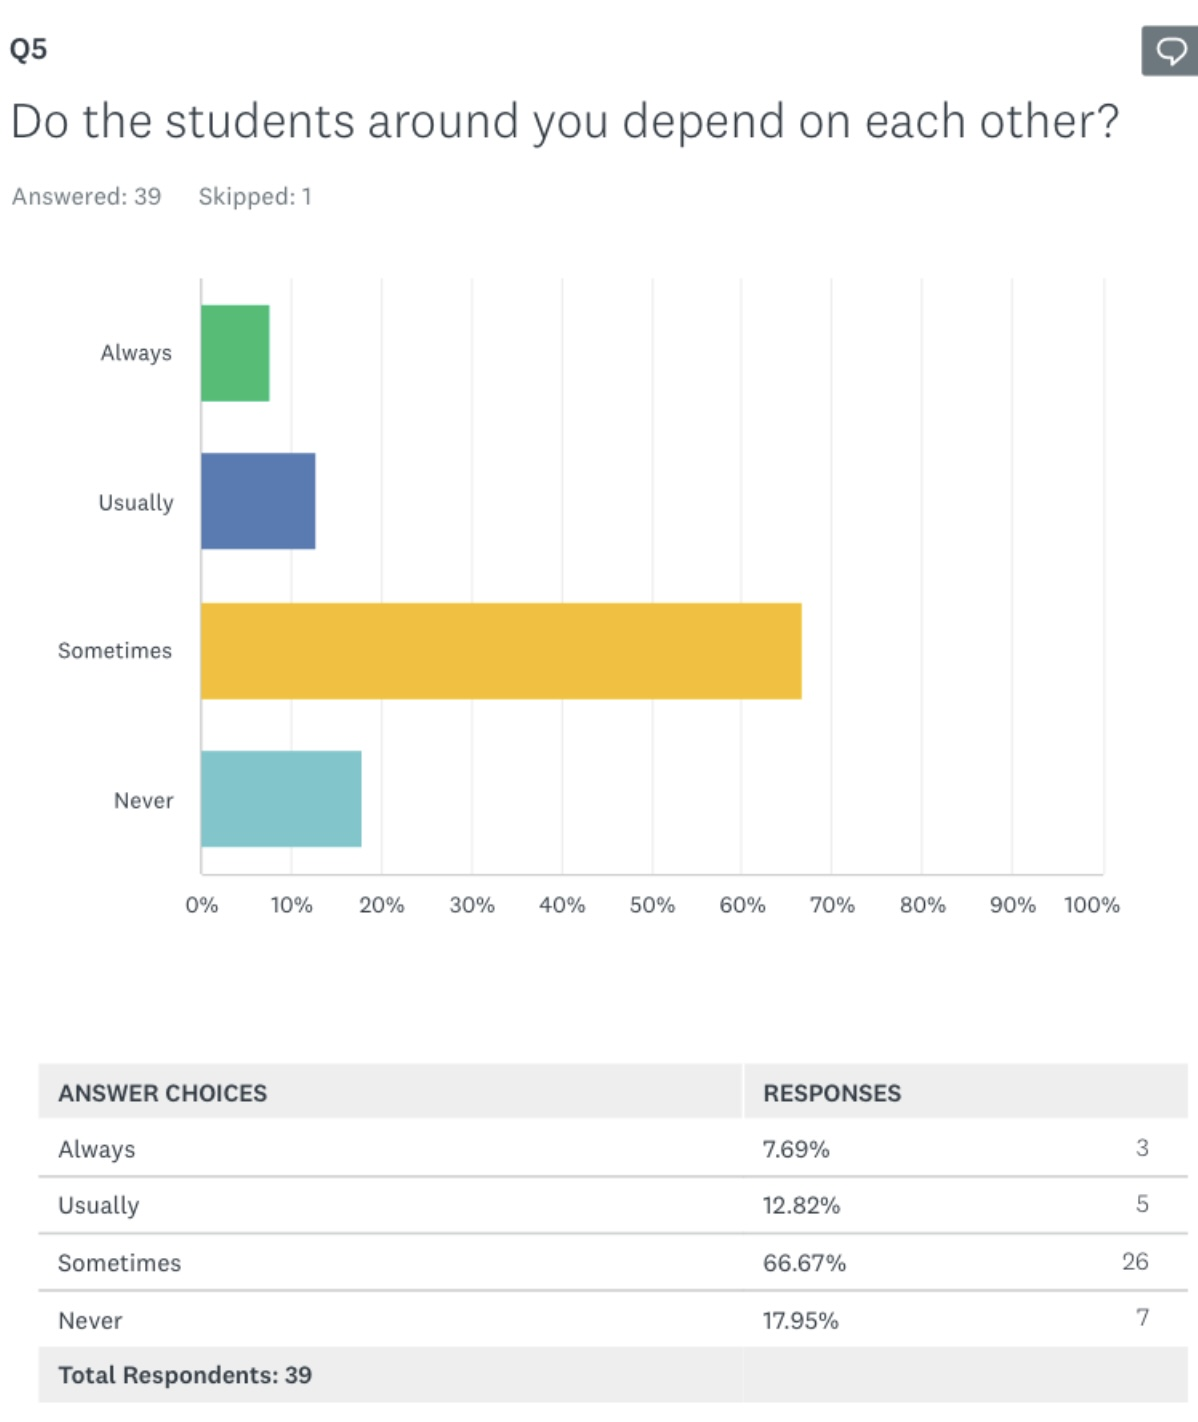 Q5
Do the students around you depend on each other?
Answered: 39 Skipped: 1
Always
Usually
Sometimes
Never
0% 10% 20% 30% 40% 50% 60% 70% 80% 90% 100%
ANSWER CHOICES RESPONSES
Always 7.69% 3
Usually 12.82% 5
Sometimes 66.67% 26
Never 17.95% 7
Total Respondents: 39